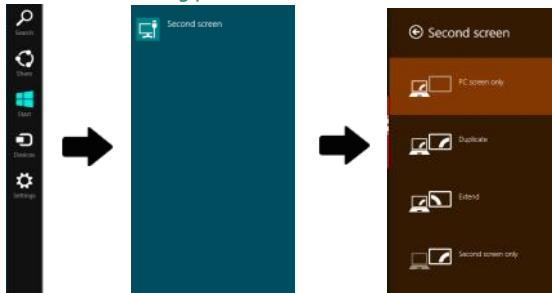 Search
Share
Start
Devices
Settings
Second screen
Second screen
PC screen only
Duplicate
Extend
Second screen only